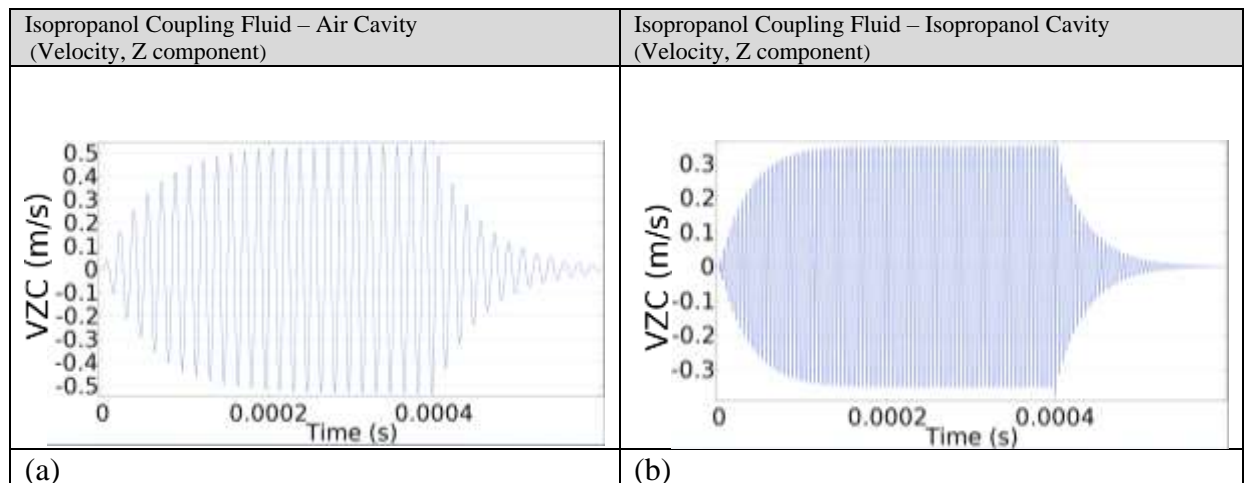 Isopropanol Coupling Fluid – Air Cavity
(Velocity, Z component)
Isopropanol Coupling Fluid – Isopropanol Cavity
(Velocity, Z component)
VZC (m/s)
0.5
0.4
0.3
0.2
0.1
0
-0.1
-0.2
-0.3
-0.4
-0.5
0 0.0002 0.0004
Time (s)
VZC (m/s)
0.3
0.2
0.1
0
-0.1
-0.2
-0.3
0 0.0002 0.0004
Time (s)
(a)
(b)